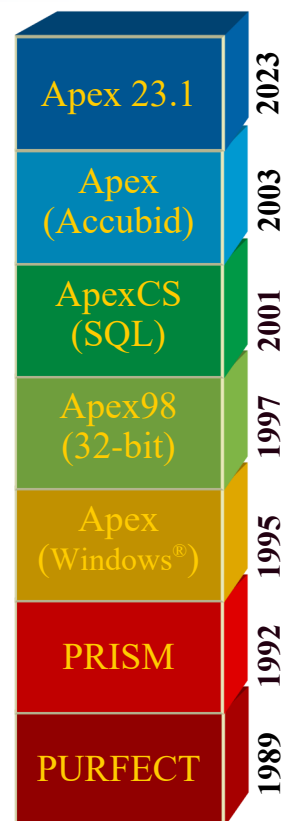 Apex 23.1
2023
Apex
(Accubid)
2003
ApexCS
(SQL)
2001
Apex98
(32-bit)
1997
Apex
(Windows®)
1995
PRISM
1992
PURFECT
1989